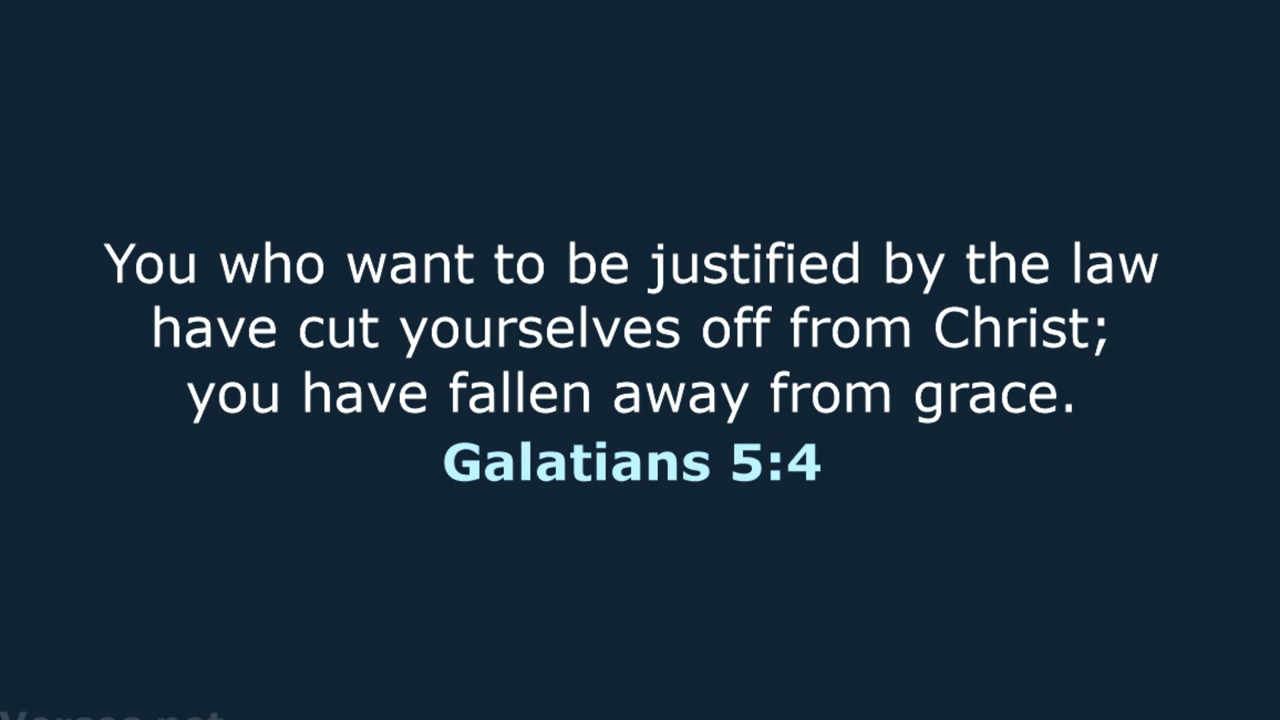 You who want to be justified by the law
have cut yourselves off from Christ;
you have fallen away from grace.
Galatians 5:4